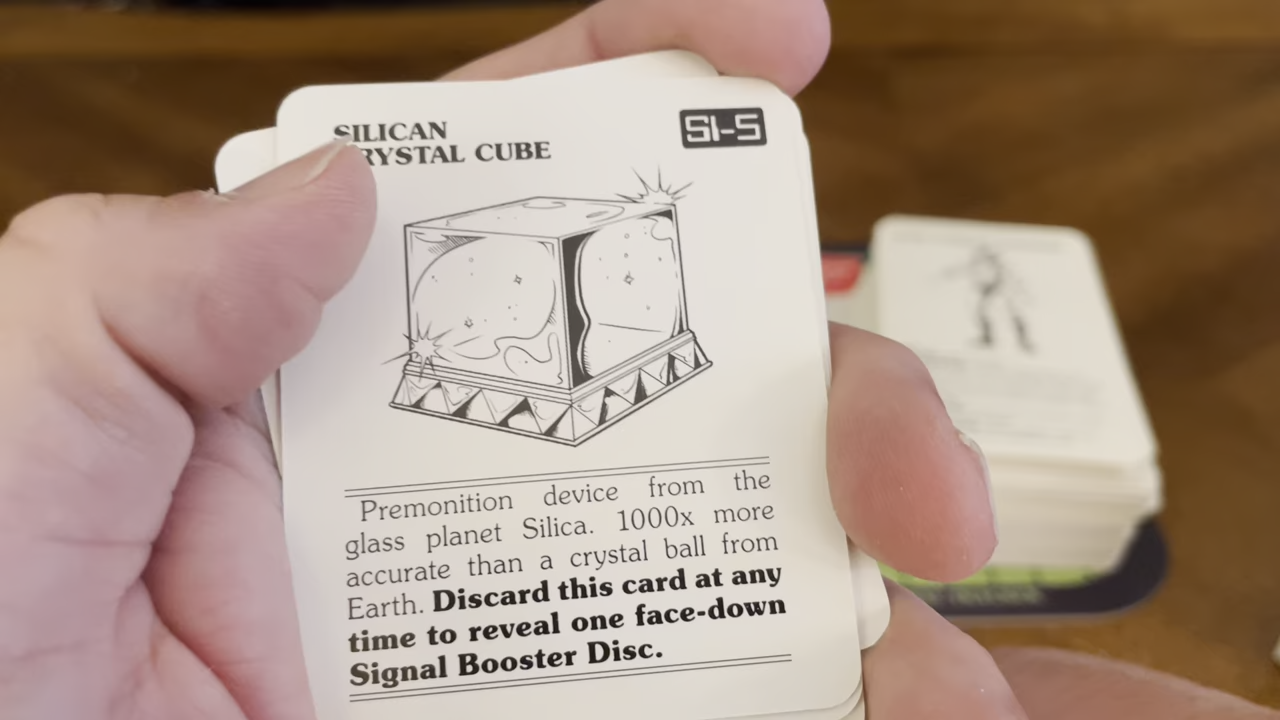 SILICAN
CRYSTAL CUBE
SI-5
Premonition device from the
glass planet Silica. 1000x more
accurate than a crystal ball from
Earth. Discard this card at any
time to reveal one face-down
Signal Booster Disc.